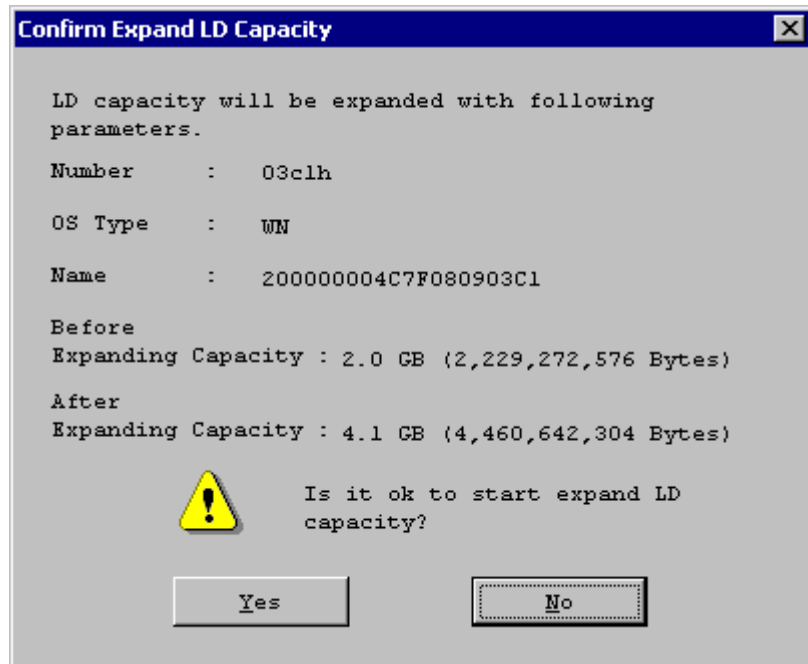 Confirm Expand LD Capacity
LD capacity will be expanded with following
parameters.
Number : 03c1h
OS Type : WN
Name : 200000004C7F080903C1
Before
Expanding Capacity : 2.0 GB (2,229,272,576 Bytes)
After
Expanding Capacity : 4.1 GB (4,460,642,304 Bytes)
Is it ok to start expand LD
capacity?
Yes No